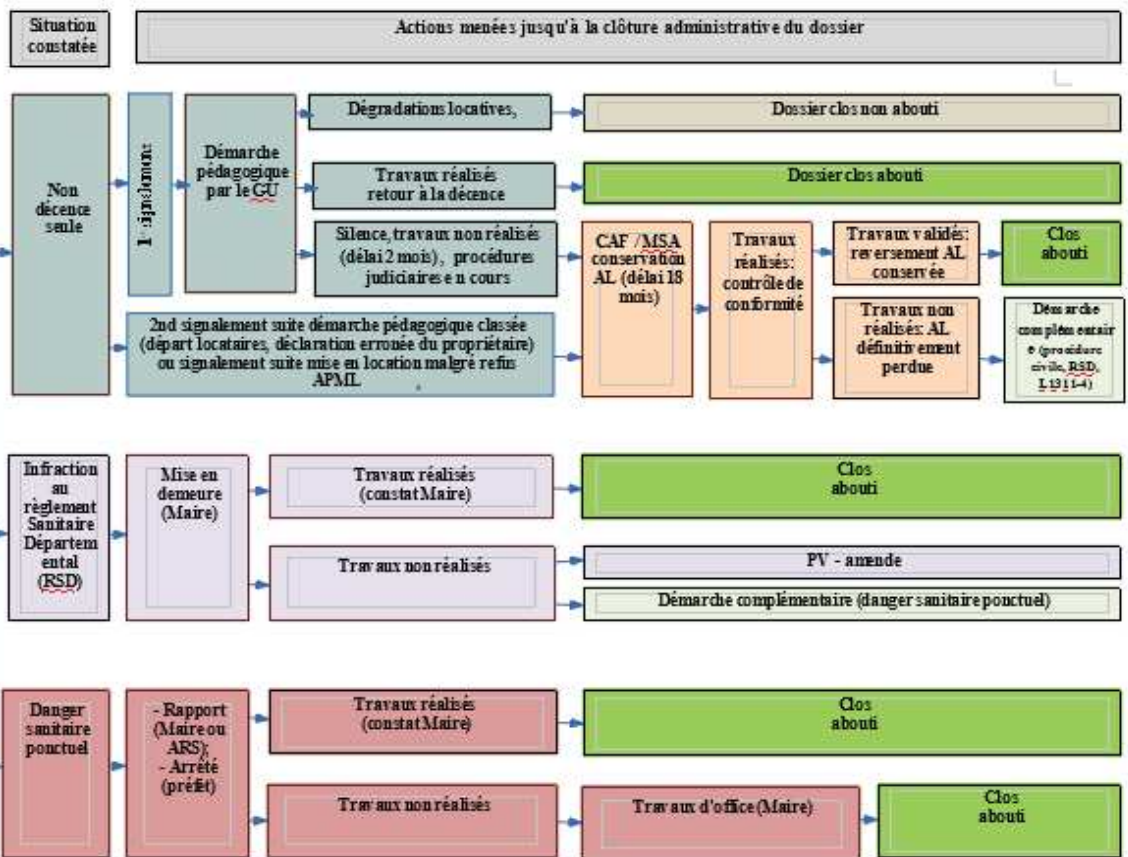 Situation
constatée
Actions menées jusqu'à la clôture administrative du dossier
Non
décence
seule
1er signalement
Démarche
pédagogique
par le GU
Dégradations locatives,
Dossier clos non abouti
Travaux réalisés
retour à la décence
Dossier clos abouti
Silence, travaux non réalisés
(délai 2 mois), procédures
judiciaires en cours
CAF / MSA
conservation
AL (délai 18
mois)
Travaux
réalisés:
contrôle de
conformité
Travaux validés:
reversement AL
conservée
Clos
abouti
Travaux non
réalisés: AL
définitivement
perdue
Démarche
complémentair
e (procédure
civile, RSD,
L1311-4)
2nd signalement suite démarche pédagogique classée
(départ locataires, déclaration erronée du propriétaire)
ou signalement suite mise en location malgré refus
APML
Infraction
au
règlement
Sanitaire
Départem
ental
(RSD)
Mise en
demeure
(Maire)
Travaux réalisés
(constat Maire)
Clos
abouti
Travaux non réalisés
PV - amende
Démarche complémentaire (danger sanitaire ponctuel)
Danger
sanitaire
ponctuel
- Rapport
(Maire ou
ARS);
- Arrêté
(préfet)
Travaux réalisés
(constat Maire)
Clos
abouti
Travaux non réalisés
Travaux d'office (Maire)
Clos
abouti